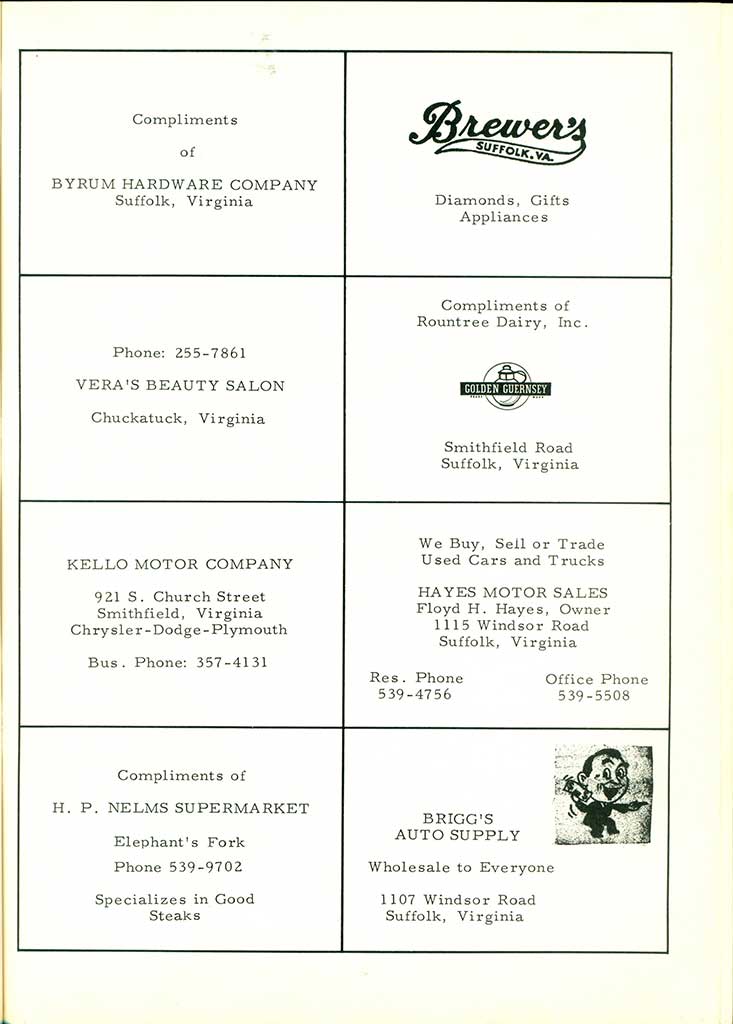 Compliments
of
BYRUM HARDWARE COMPANY
Suffolk, Virginia
Brewer's
SUFFOLK, VA.
Diamonds, Gifts
Appliances
Phone: 255-7861
VERA'S BEAUTY SALON
Chuckatuck, Virginia
Compliments of
Rountree Dairy, Inc.
GOLDEN GUERNSEY
Smithfield Road
Suffolk, Virginia
KELLO MOTOR COMPANY
921 S. Church Street
Smithfield, Virginia
Chrysler-Dodge-Plymouth
Bus. Phone: 357-4131
We Buy, Sell or Trade
Used Cars and Trucks
HAYES MOTOR SALES
Floyd H. Hayes, Owner
1115 Windsor Road
Suffolk, Virginia
Res. Phone Office Phone
539-4756 539-5508
Compliments of
H. P. NELMS SUPERMARKET
Elephant's Fork
Phone 539-9702
Specializes in Good
Steaks
BRIGG'S
AUTO SUPPLY
Wholesale to Everyone
1107 Windsor Road
Suffolk, Virginia